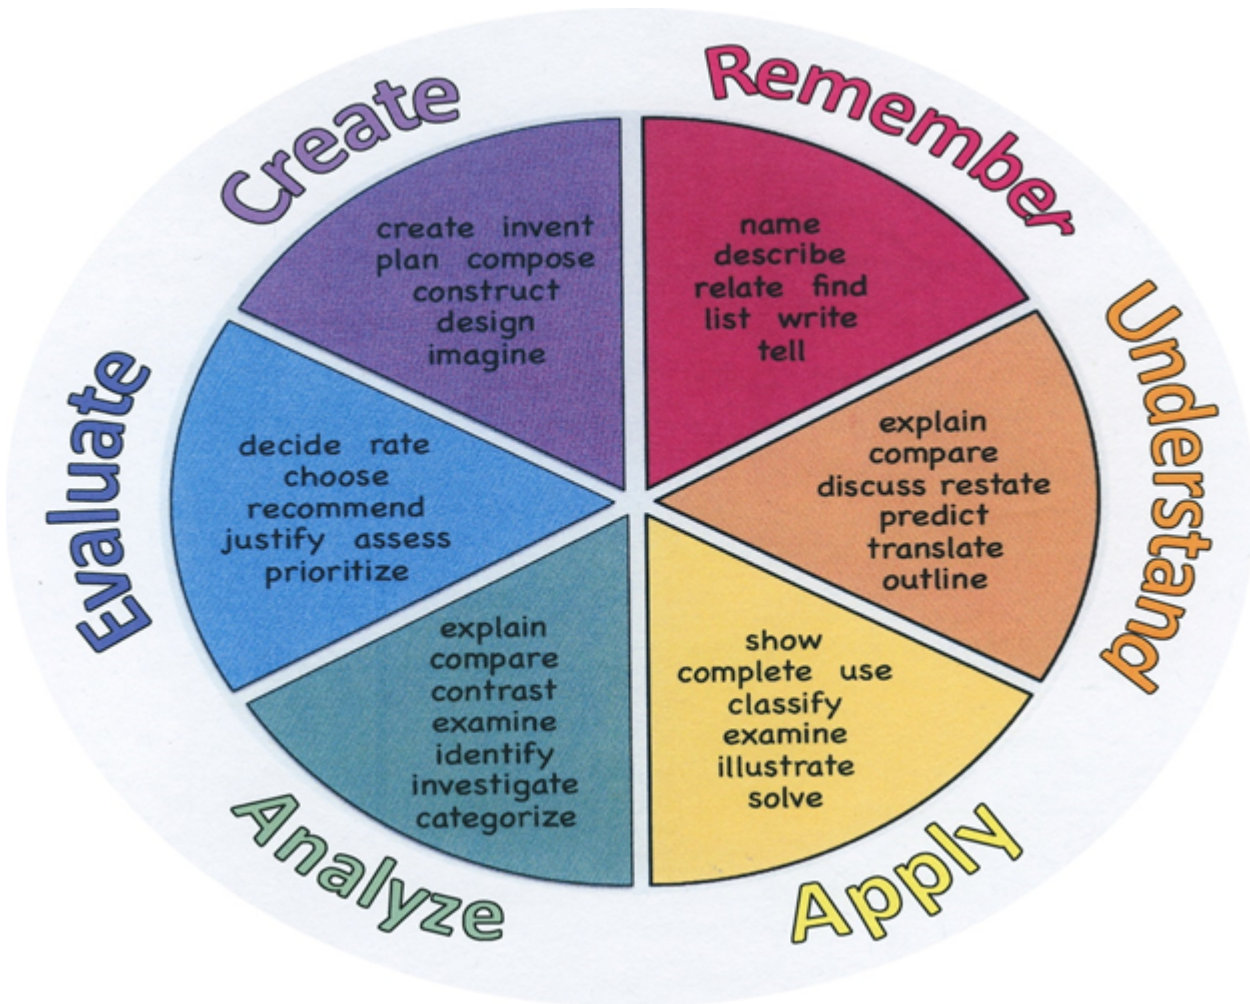 Remember
name
describe
relate find
list write
tell
Understand
explain
compare
discuss restate
predict
translate
outline
Apply
show
complete use
classify
examine
illustrate
solve
Analyze
explain
compare
contrast
examine
identify
investigate
categorize
Evaluate
decide rate
choose
recommend
justify assess
prioritize
Create
create invent
plan compose
construct
design
imagine